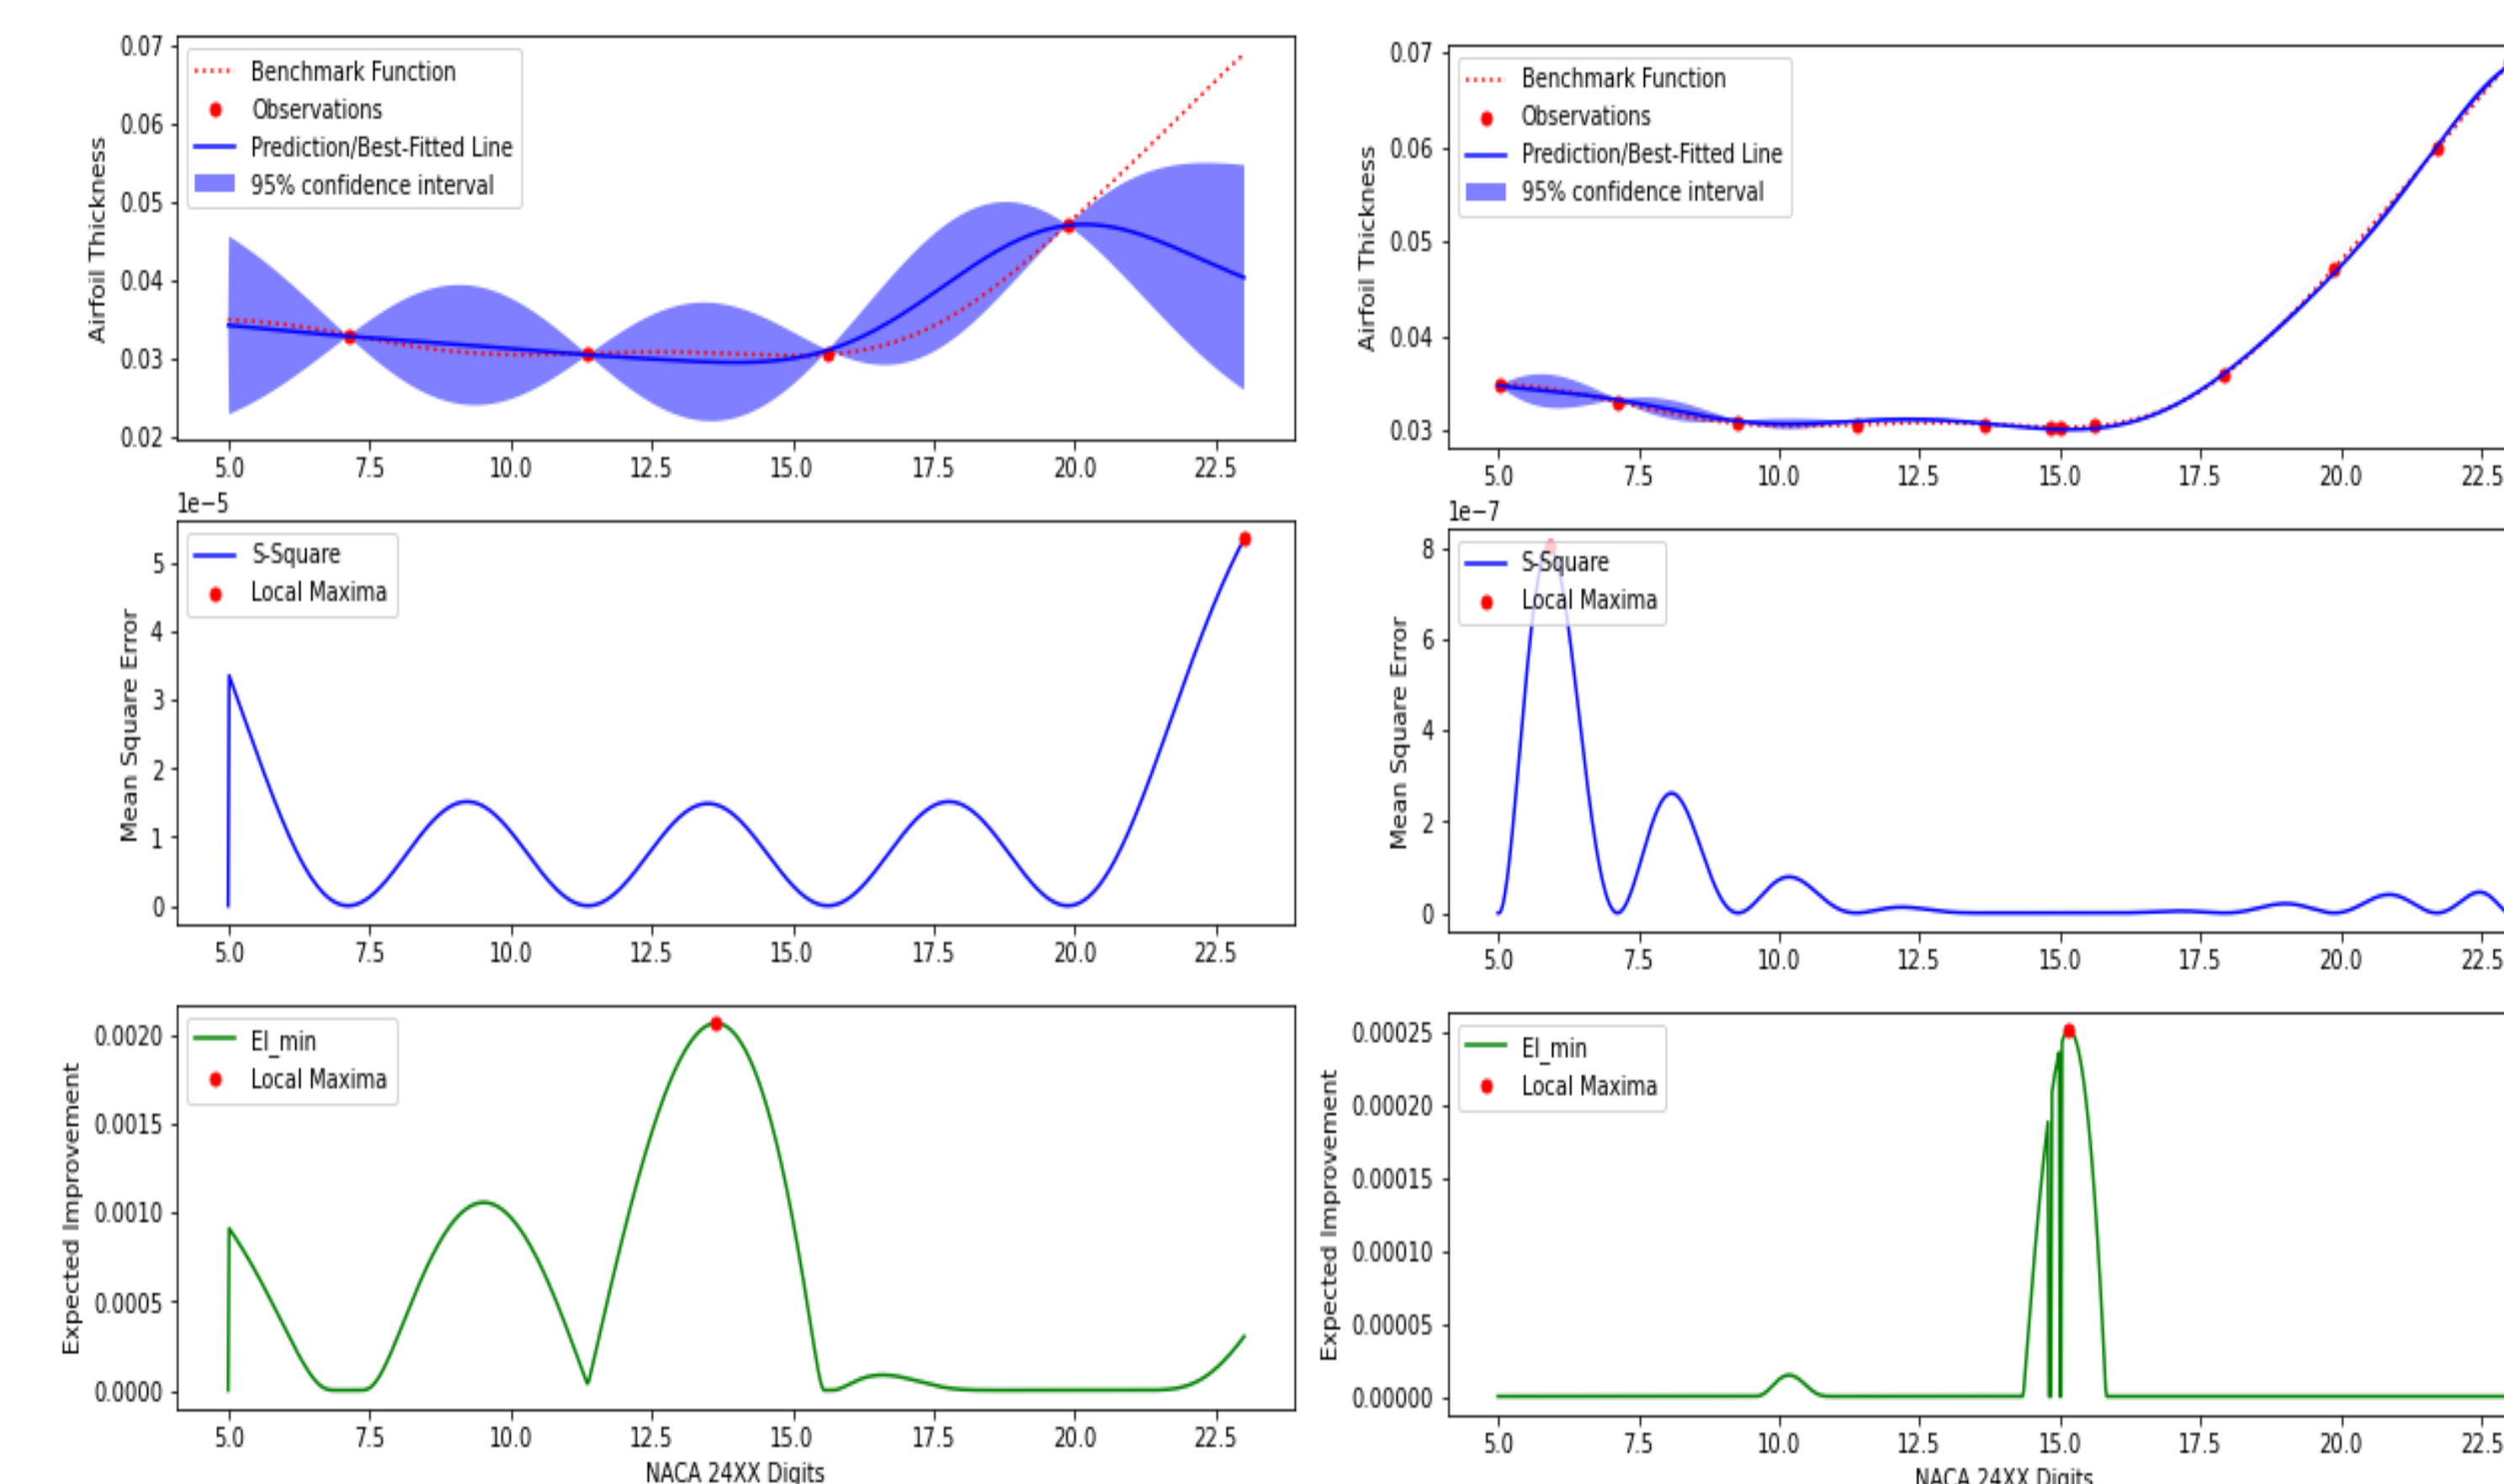 0.07
0.06
0.05
0.04
0.03
0.02
Airfoil Thickness
Benchmark Function
Observations
Prediction/Best-Fitted Line
95% confidence interval
5.0 7.5 10.0 12.5 15.0 17.5 20.0 22.5
0.07
0.06
0.05
0.04
0.03
Airfoil Thickness
Benchmark Function
Observations
Prediction/Best-Fitted Line
95% confidence interval
5.0 7.5 10.0 12.5 15.0 17.5 20.0 22.5
1e−5
5
4
3
2
1
0
Mean Square Error
S-Square
Local Maxima
5.0 7.5 10.0 12.5 15.0 17.5 20.0 22.5
1e−7
8
6
4
2
0
Mean Square Error
S-Square
Local Maxima
5.0 7.5 10.0 12.5 15.0 17.5 20.0 22.5
0.0020
0.0015
0.0010
0.0005
0.0000
Expected Improvement
EI_min
Local Maxima
5.0 7.5 10.0 12.5 15.0 17.5 20.0 22.5
NACA 24XX Digits
0.00025
0.00020
0.00015
0.00010
0.00005
0.00000
Expected Improvement
EI_min
Local Maxima
5.0 7.5 10.0 12.5 15.0 17.5 20.0 22.5
NACA 24XX Digits